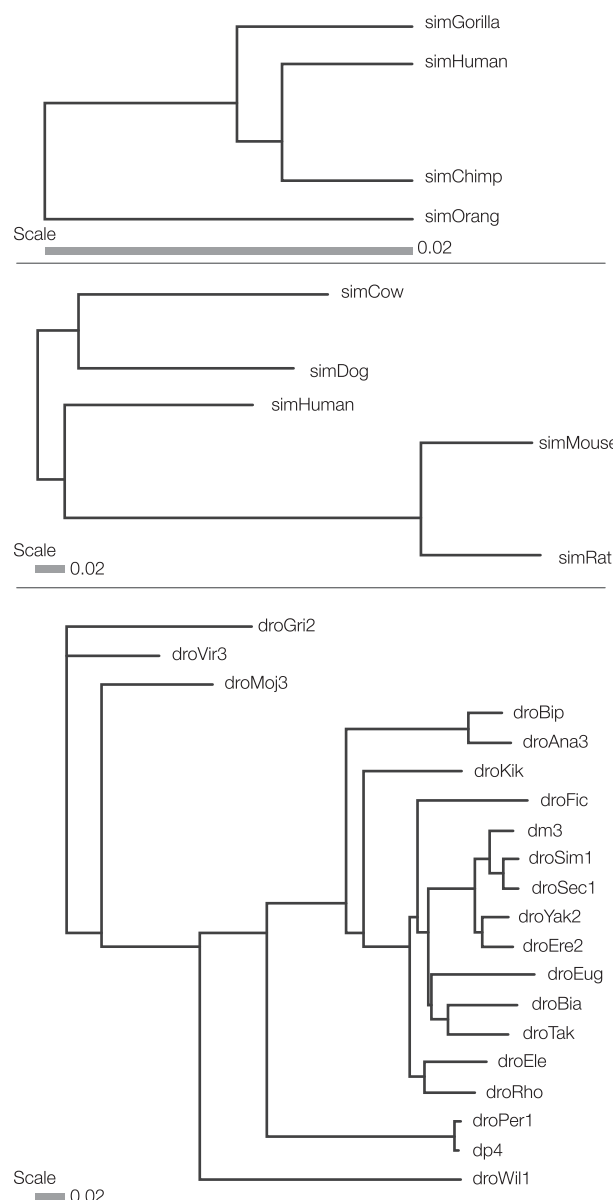 simGorilla
simHuman
simChimp
simOrang
Scale
0.02
simCow
simDog
simHuman
simMouse
simRat
Scale
0.02
droGri2
droVir3
droMoj3
droBip
droAna3
droKik
droFic
dm3
droSim1
droSec1
droYak2
droEre2
droEug
droBia
droTak
droEle
droRho
droPer1
dp4
droWil1
Scale
0.02